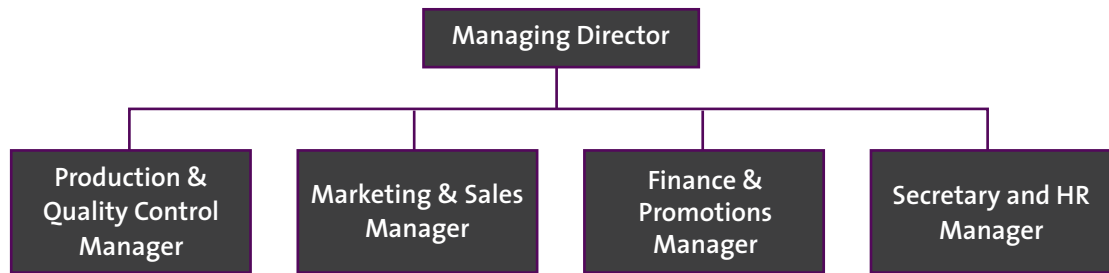 Managing Director
Production &
Quality Control
Manager
Marketing & Sales
Manager
Finance &
Promotions
Manager
Secretary and HR
Manager